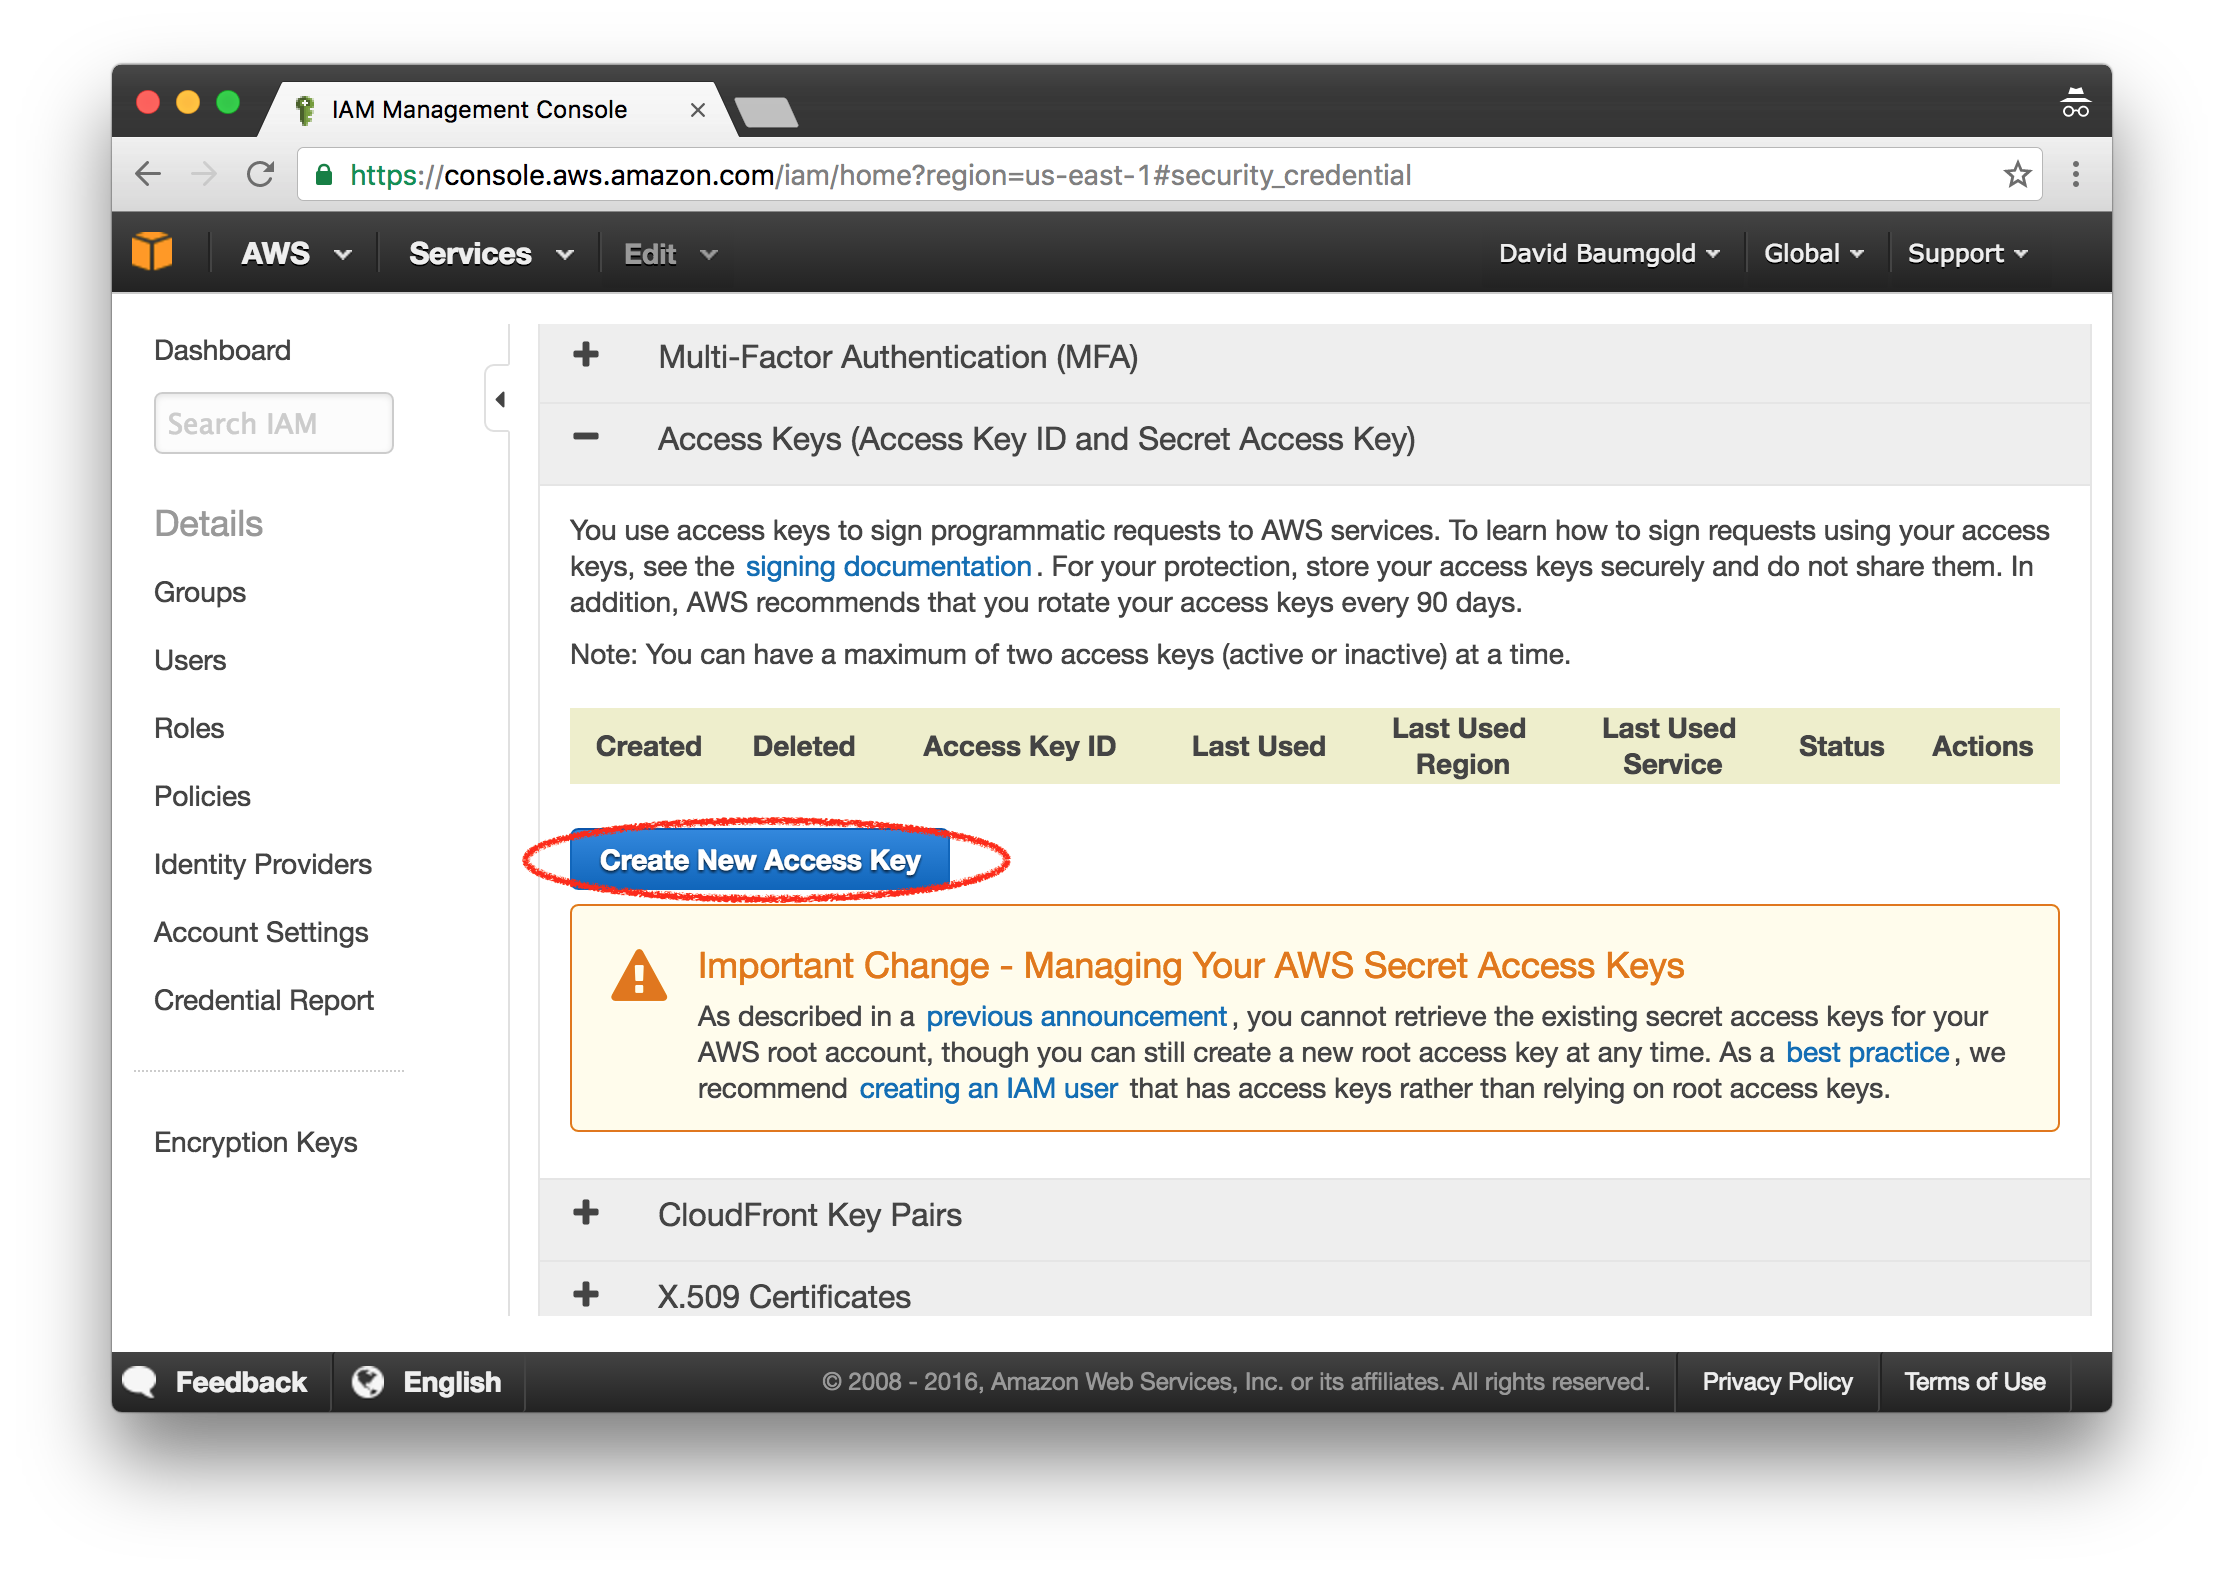 IAM Management Console
https://console.aws.amazon.com/iam/home?region=us-east-1#security_credential
AWS Services Edit David Baumgold Global Support
Dashboard
Search IAM
Details
Groups
Users
Roles
Policies
Identity Providers
Account Settings
Credential Report
Encryption Keys
Multi-Factor Authentication (MFA)
Access Keys (Access Key ID and Secret Access Key)
You use access keys to sign programmatic requests to AWS services. To learn how to sign requests using your access
keys, see the signing documentation. For your protection, store your access keys securely and do not share them. In
addition, AWS recommends that you rotate your access keys every 90 days.
Note: You can have a maximum of two access keys (active or inactive) at a time.
Created Deleted Access Key ID Last Used Last Used Region Last Used Service Status Actions
Create New Access Key
Important Change - Managing Your AWS Secret Access Keys
As described in a previous announcement, you cannot retrieve the existing secret access keys for your
AWS root account, though you can still create a new root access key at any time. As a best practice, we
recommend creating an IAM user that has access keys rather than relying on root access keys.
CloudFront Key Pairs
X.509 Certificates
Feedback English © 2008 - 2016, Amazon Web Services, Inc. or its affiliates. All rights reserved. Privacy Policy Terms of Use